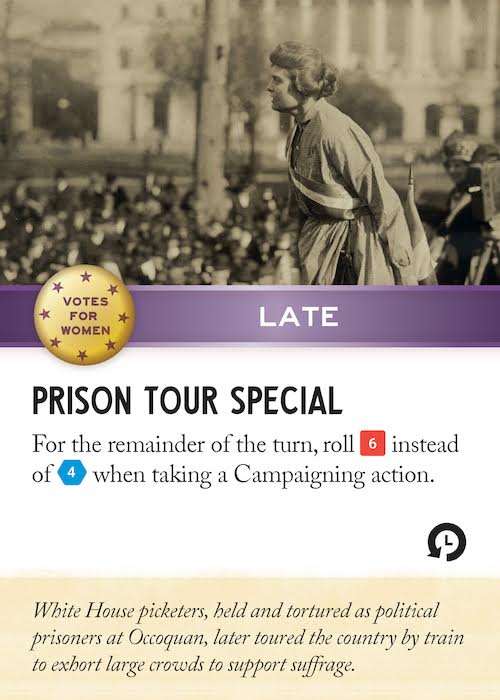 VOTES
FOR
WOMEN
LATE
PRISON TOUR SPECIAL
For the remainder of the turn, roll 6 instead
of 4 when taking a Campaigning action.
White House picketers, held and tortured as political
prisoners at Occoquan, later toured the country by train
to exhort large crowds to support suffrage.